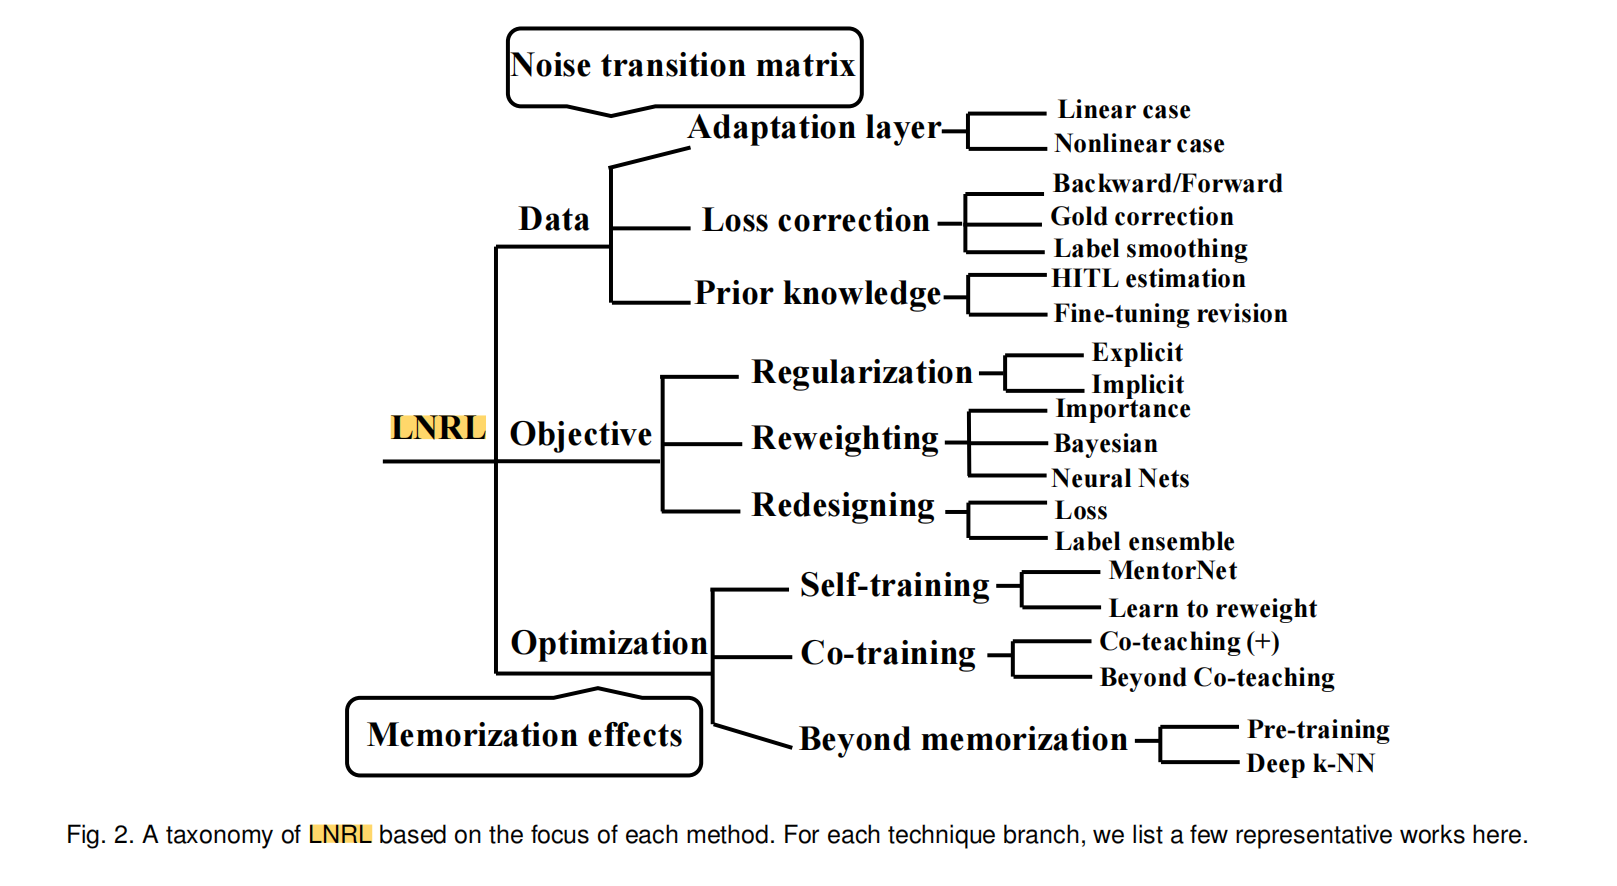 Noise transition matrix
Adaptation layer
Linear case
Nonlinear case
Data
Loss correction
Backward/Forward
Gold correction
Label smoothing
Prior knowledge
HITL estimation
Fine-tuning revision
LNRL
Objective
Regularization
Explicit
Implicit
Reweighting
Importance
Bayesian
Neural Nets
Redesigning
Loss
Label ensemble
Optimization
Self-training
MentorNet
Learn to reweight
Co-training
Co-teaching (+)
Beyond Co-teaching
Memorization effects
Beyond memorization
Pre-training
Deep k-NN
Fig. 2. A taxonomy of LNRL based on the focus of each method. For each technique branch, we list a few representative works here.